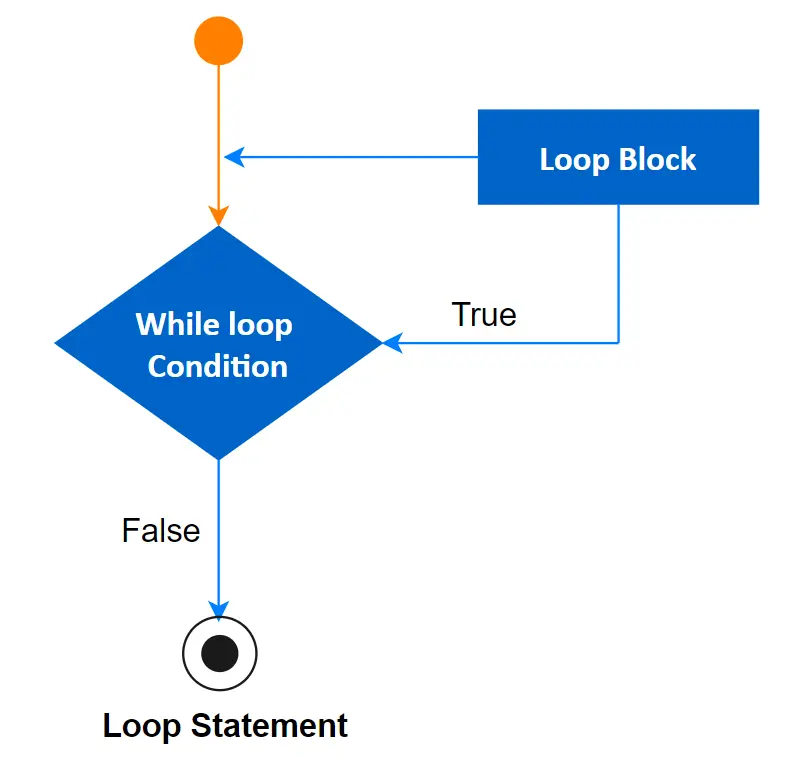 Loop Block
True
While loop
Condition
False
Loop Statement